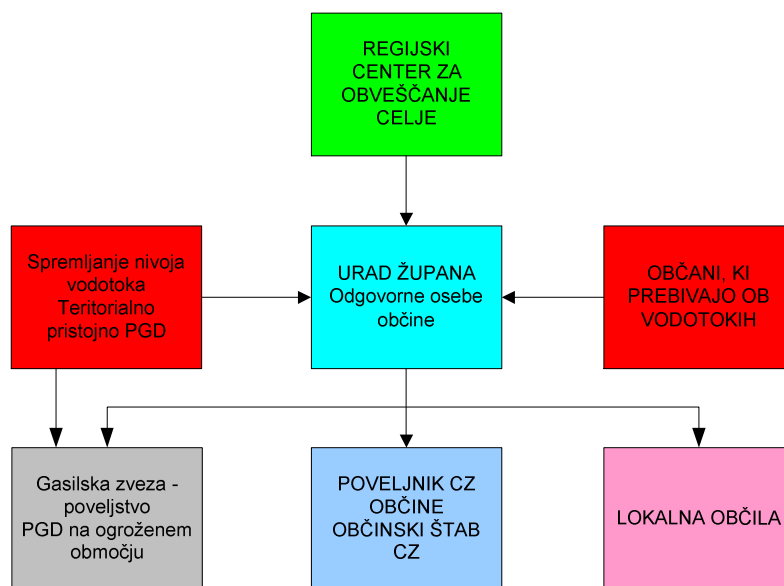 REGIJSKI
CENTER ZA
OBVEŠČANJE
CELJE
Spremljanje nivoja
vodotoka
Teritorialno
pristojno PGD
URAD ŽUPANA
Odgovorne osebe
občine
OBČANI, KI
PREBIVAJO OB
VODOTOKIH
Gasilska zveza -
poveljstvo
PGD na ogroženem
območju
POVELJNIK CZ
OBČINE
OBČINSKI ŠTAB
CZ
LOKALNA OBČILA